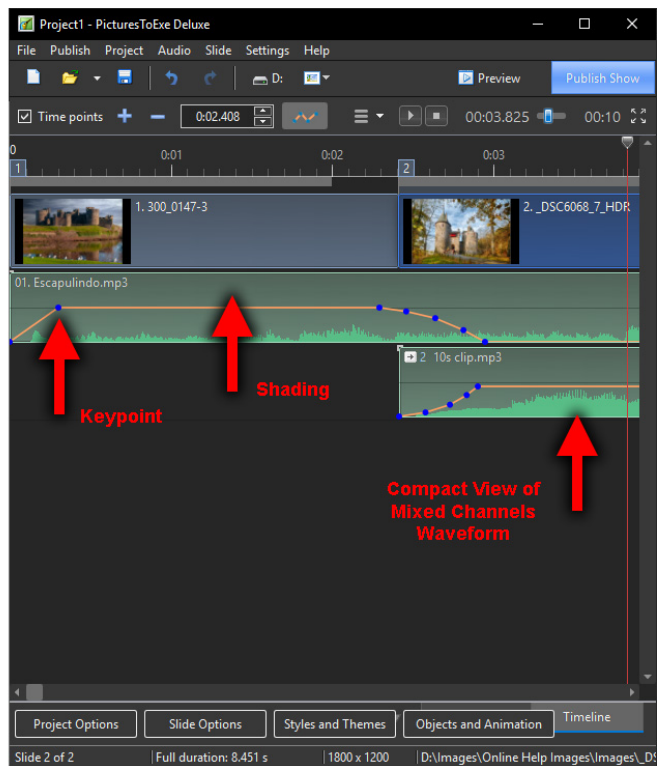 Project1 - PicturesToExe Deluxe
File Publish Project Audio Slide Settings Help
D: Preview Publish Show
Time points 0:02.408 00:03.825 00:10
0 0:01 0:02 0:03
1 2
1. 300_0147-3 2. _DSC6068_7_HDR
01. Escapulindo.mp3
2 10s clip.mp3
Shading
Keypoint
Compact View of
Mixed Channels
Waveform
Project Options Slide Options Styles and Themes Objects and Animation Timeline
Slide 2 of 2 Full duration: 8.451 s 1800 x 1200 D:\Images\Online Help Images\Images\_DS